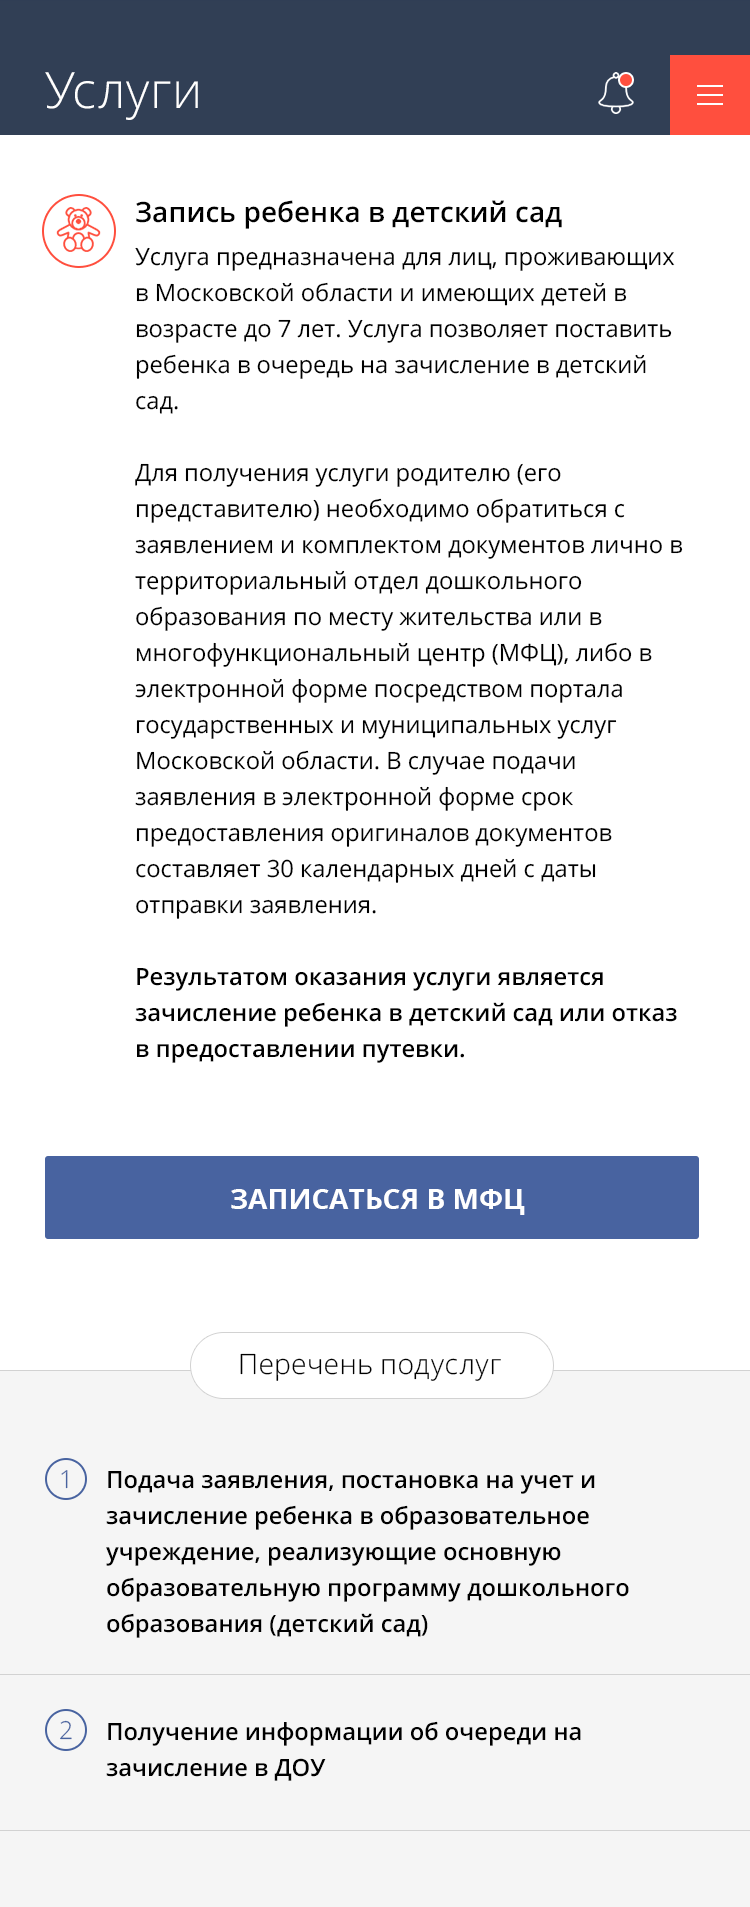 Услуги
Запись ребенка в детский сад
Услуга предназначена для лиц, проживающих
в Московской области и имеющих детей в
возрасте до 7 лет. Услуга позволяет поставить
ребенка в очередь на зачисление в детский
сад.
Для получения услуги родителю (его
представителю) необходимо обратиться с
заявлением и комплектом документов лично в
территориальный отдел дошкольного
образования по месту жительства или в
многофункциональный центр (МФЦ), либо в
электронной форме посредством портала
государственных и муниципальных услуг
Московской области. В случае подачи
заявления в электронной форме срок
предоставления оригиналов документов
составляет 30 календарных дней с даты
отправки заявления.
Результатом оказания услуги является
зачисление ребенка в детский сад или отказ
в предоставлении путевки.
ЗАПИСАТЬСЯ В МФЦ
Перечень подуслуг
1 Подача заявления, постановка на учет и
зачисление ребенка в образовательное
учреждение, реализующие основную
образовательную программу дошкольного
образования (детский сад)
2 Получение информации об очереди на
зачисление в ДОУ